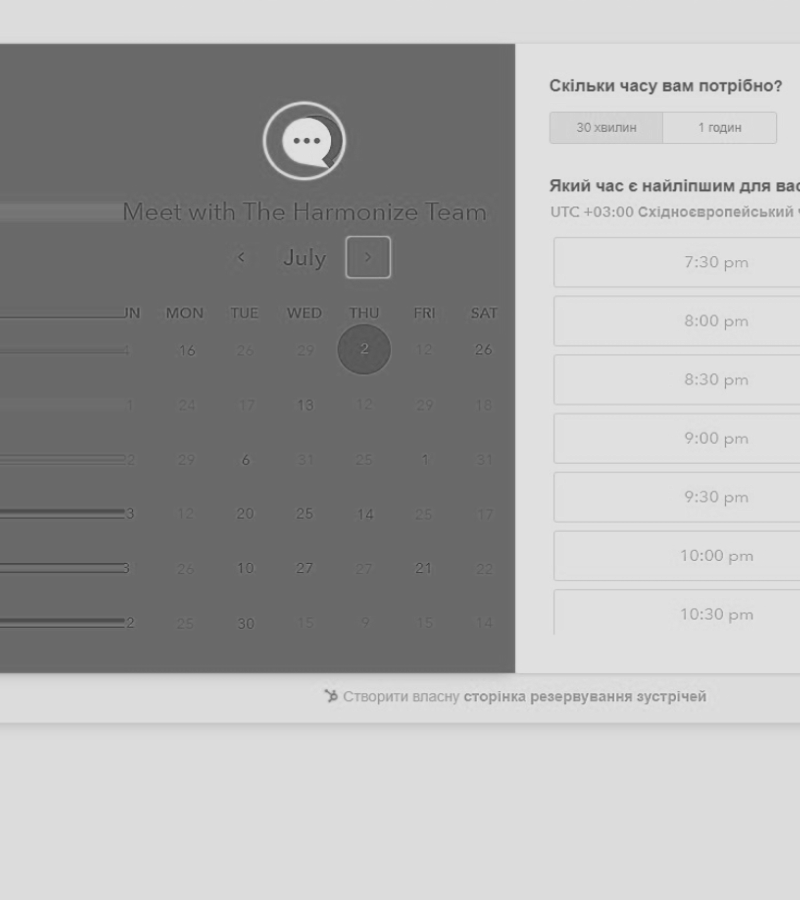 Meet with The Harmonize Team
< July >
UN MON TUE WED THU FRI SAT
16 26 29 2 12 26
1 24 17 13 12 29 18
2 29 6 31 25 1 31
3 12 20 25 14 25 17
3 26 10 27 27 21 22
2 25 30 15 9 15 14
Скільки часу вам потрібно?
30 хвилин 1 годин
Який час є найліпшим для вас
UTC +03:00 Східноєвропейський
7:30 pm
8:00 pm
8:30 pm
9:00 pm
9:30 pm
10:00 pm
10:30 pm
Створити власну сторінка резервування зустрічей